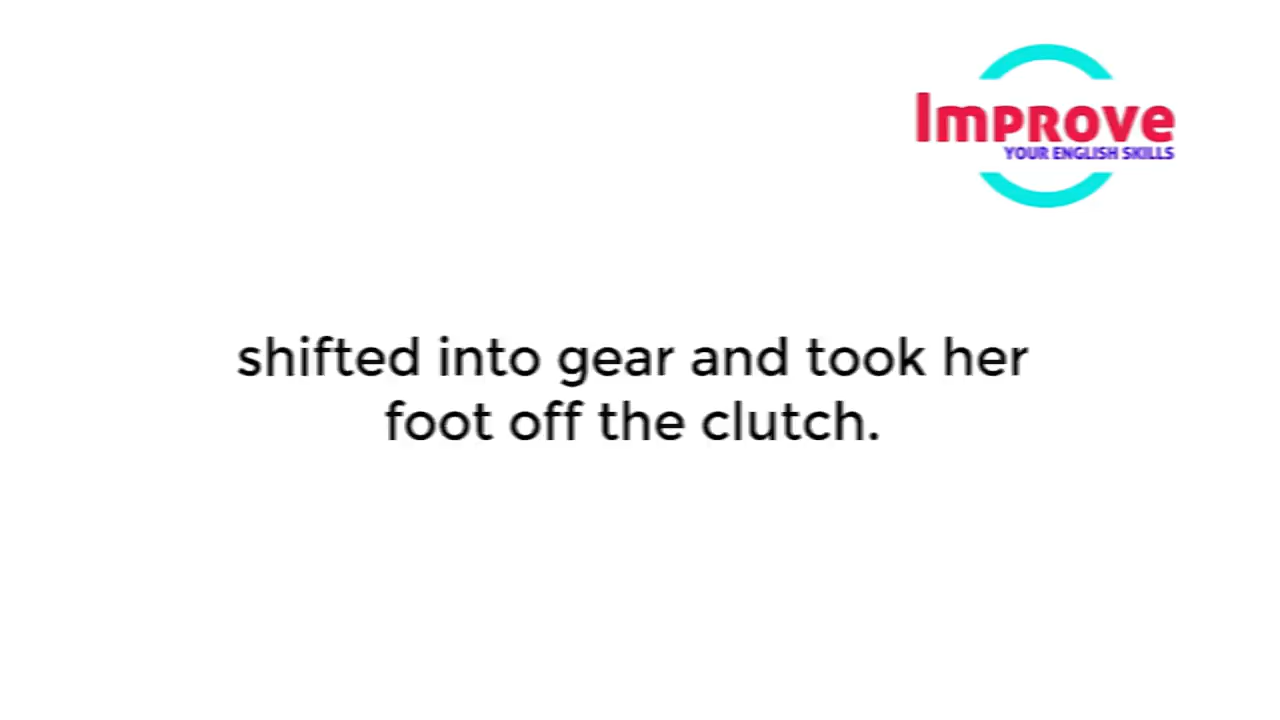 Improve
YOUR ENGLISH SKILLS
shifted into gear and took her
foot off the clutch.